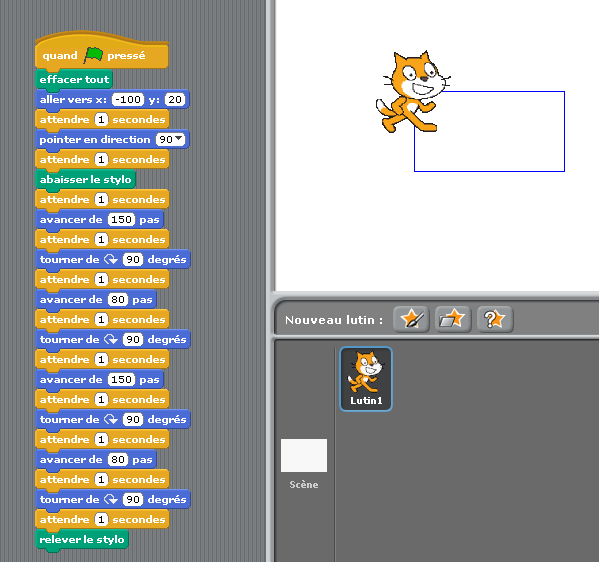 quand pressé
effacer tout
aller vers x: -100 y: 20
attendre 1 secondes
pointer en direction 90
attendre 1 secondes
abaisser le stylo
attendre 1 secondes
avancer de 150 pas
attendre 1 secondes
tourner de 90 degrés
attendre 1 secondes
avancer de 80 pas
attendre 1 secondes
tourner de 90 degrés
attendre 1 secondes
avancer de 150 pas
attendre 1 secondes
tourner de 90 degrés
attendre 1 secondes
avancer de 80 pas
attendre 1 secondes
tourner de 90 degrés
attendre 1 secondes
relever le stylo
Nouveau lutin :
Lutin1
Scène